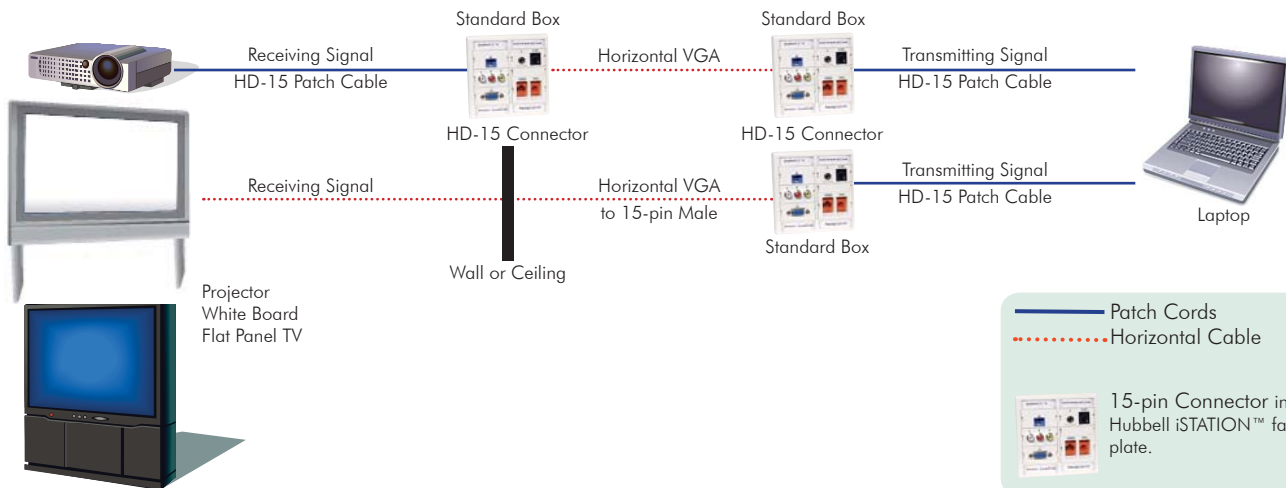 Standard Box
Standard Box
Receiving Signal
HD-15 Patch Cable
Horizontal VGA
Transmitting Signal
HD-15 Patch Cable
HD-15 Connector
HD-15 Connector
Receiving Signal
Horizontal VGA
to 15-pin Male
Transmitting Signal
HD-15 Patch Cable
Laptop
Standard Box
Wall or Ceiling
Projector
White Board
Flat Panel TV
Patch Cords
Horizontal Cable
15-pin Connector in
Hubbell iSTATION™ fa
plate.